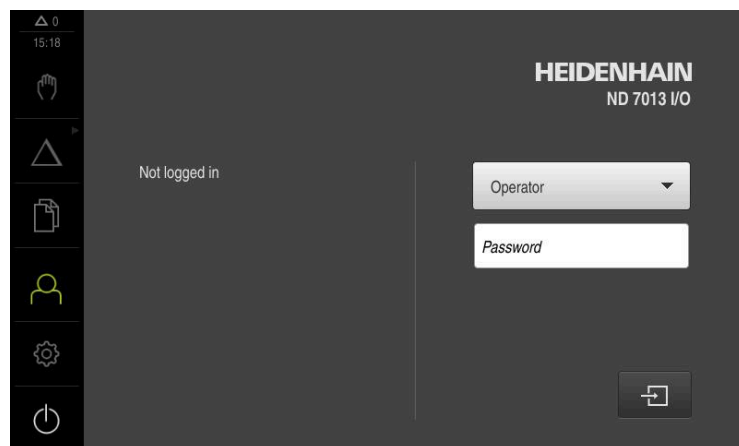 0
15:18
HEIDENHAIN
ND 7013 I/O
Not logged in
Operator
Password